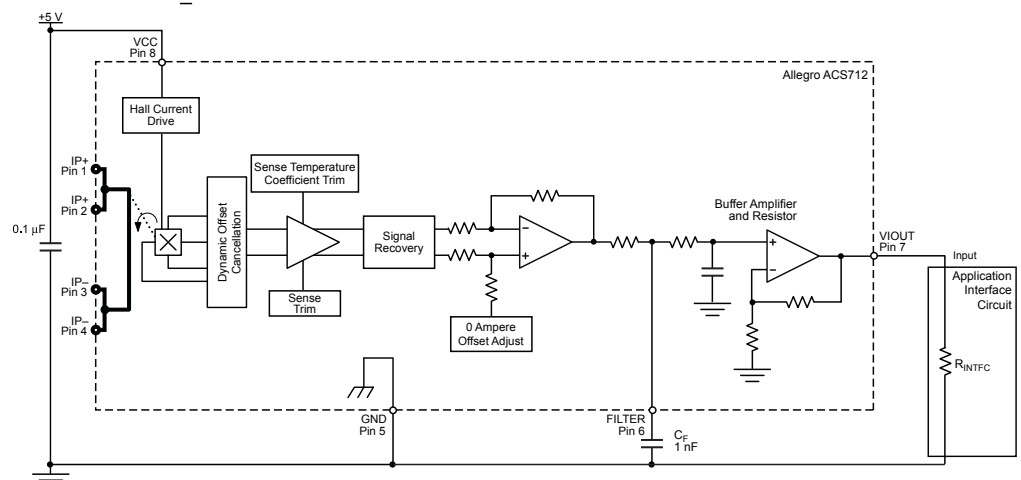 +5 V
VCC
Pin 8
Allegro ACS712
Hall Current
Drive
IP+
Pin 1
IP+
Pin 2
IP–
Pin 3
IP–
Pin 4
0.1 µF
Dynamic Offset
Cancellation
Sense Temperature
Coefficient Trim
Sense
Trim
Signal
Recovery
0 Ampere
Offset Adjust
Buffer Amplifier
and Resistor
VIOUT
Pin 7
Input
Application
Interface
Circuit
RINTFC
GND
Pin 5
FILTER
Pin 6
CF
1 nF